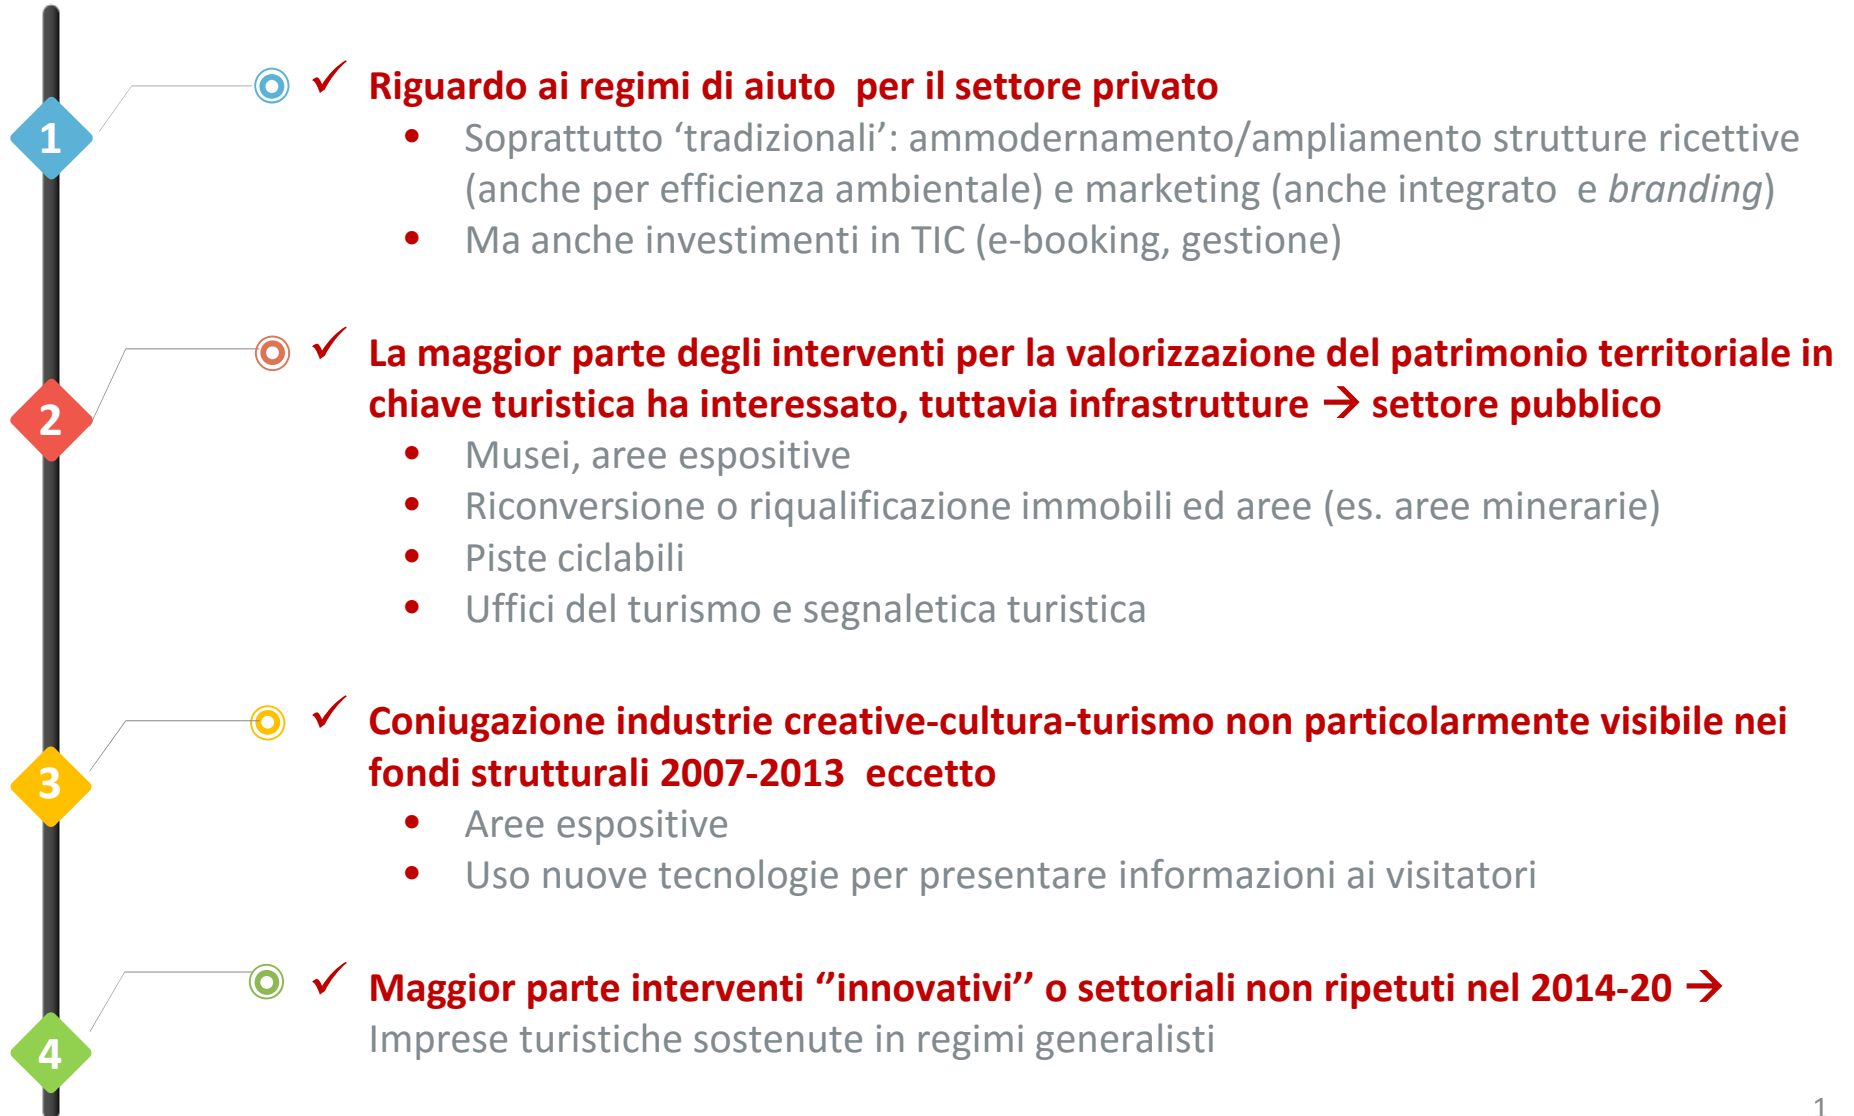 1
✓ Riguardo ai regimi di aiuto  per il settore privato
• Soprattutto ‘tradizionali’: ammodernamento/ampliamento strutture ricettive
(anche per efficienza ambientale) e marketing (anche integrato  e branding)
• Ma anche investimenti in TIC (e-booking, gestione)
2
✓ La maggior parte degli interventi per la valorizzazione del patrimonio territoriale in
chiave turistica ha interessato, tuttavia infrastrutture → settore pubblico
• Musei, aree espositive
• Riconversione o riqualificazione immobili ed aree (es. aree minerarie)
• Piste ciclabili
• Uffici del turismo e segnaletica turistica
3
✓ Coniugazione industrie creative-cultura-turismo non particolarmente visibile nei
fondi strutturali 2007-2013  eccetto
• Aree espositive
• Uso nuove tecnologie per presentare informazioni ai visitatori
4
✓ Maggior parte interventi ‘’innovativi’’ o settoriali non ripetuti nel 2014-20 →
Imprese turistiche sostenute in regimi generalisti
1